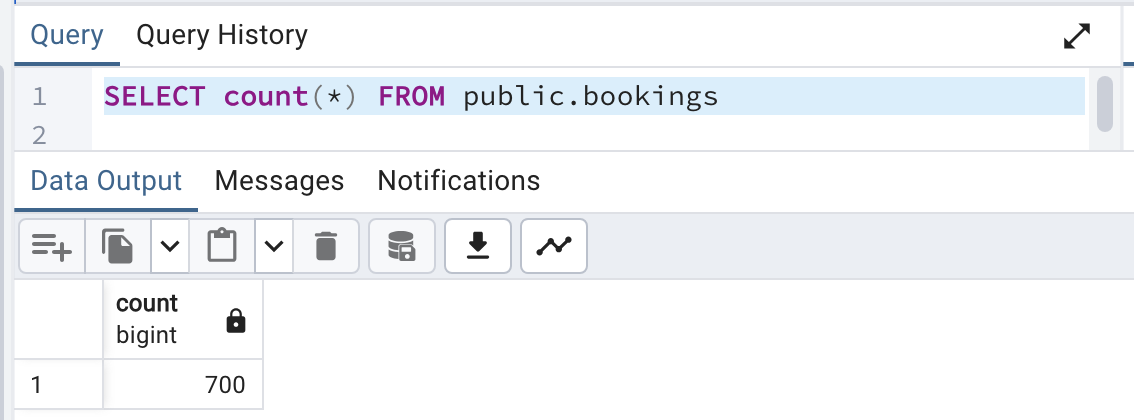 Query Query History
1 SELECT count(*) FROM public.bookings
2
Data Output Messages Notifications
count
bigint
1 700